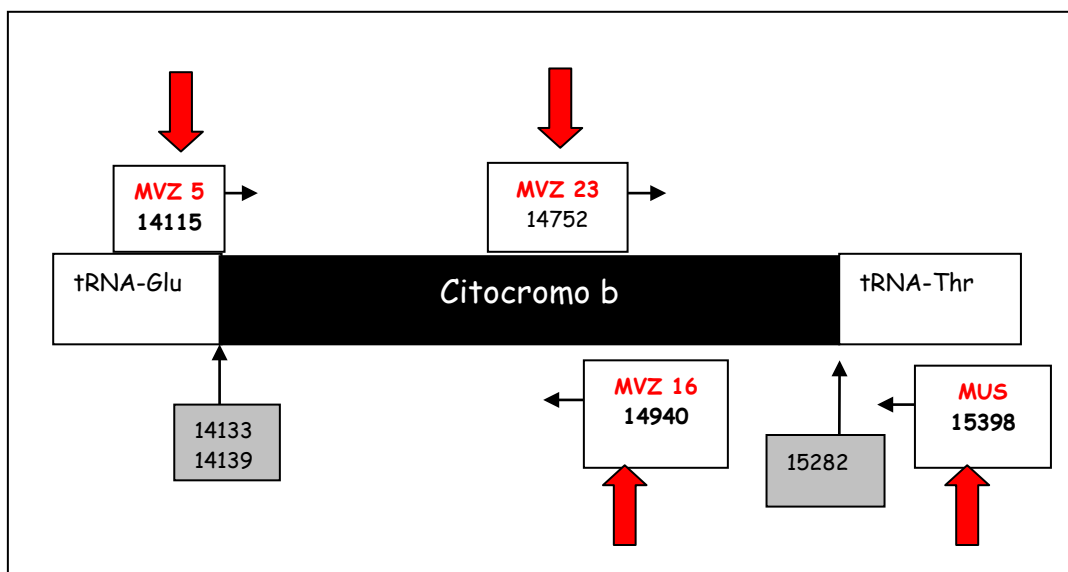 MVZ 5
14115
MVZ 23
14752
tRNA-Glu
Citocromo b
tRNA-Thr
14133
14139
MVZ 16
14940
15282
MUS
15398